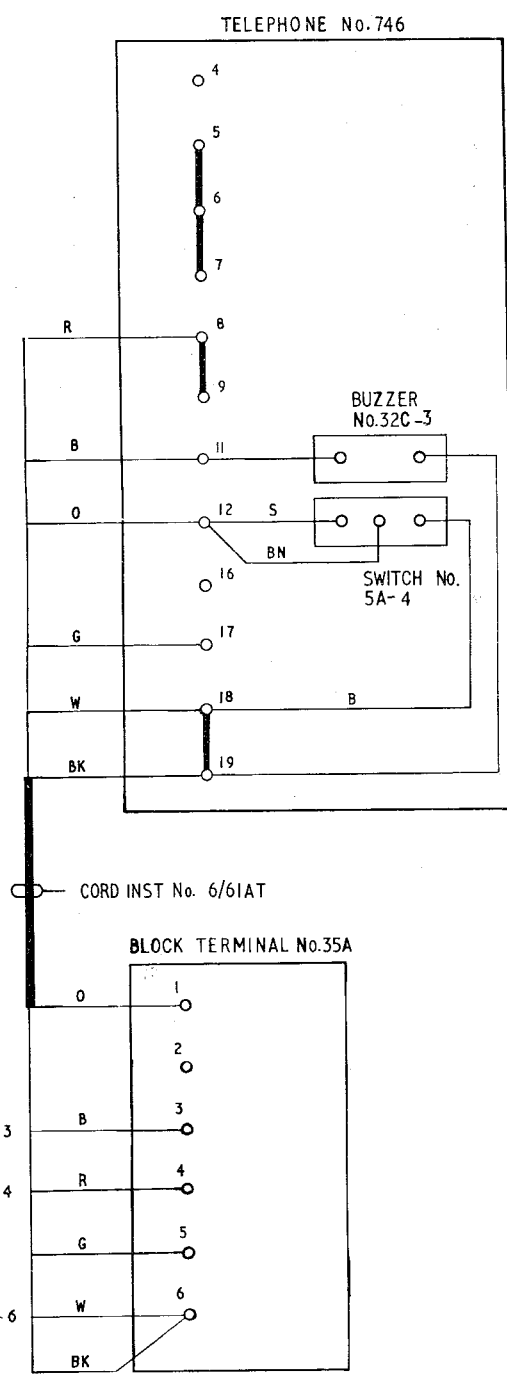 TELEPHONE No. 746
4
5
6
7
R
8
9
BUZZER
No.32C-3
B
11
O
12
S
BN
16
SWITCH No.
5A-4
G
17
W
18
B
BK
19
CORD INST No. 6/61AT
BLOCK TERMINAL No.35A
O
1
2
3
B
3
4
R
4
G
5
6
W
6
BK